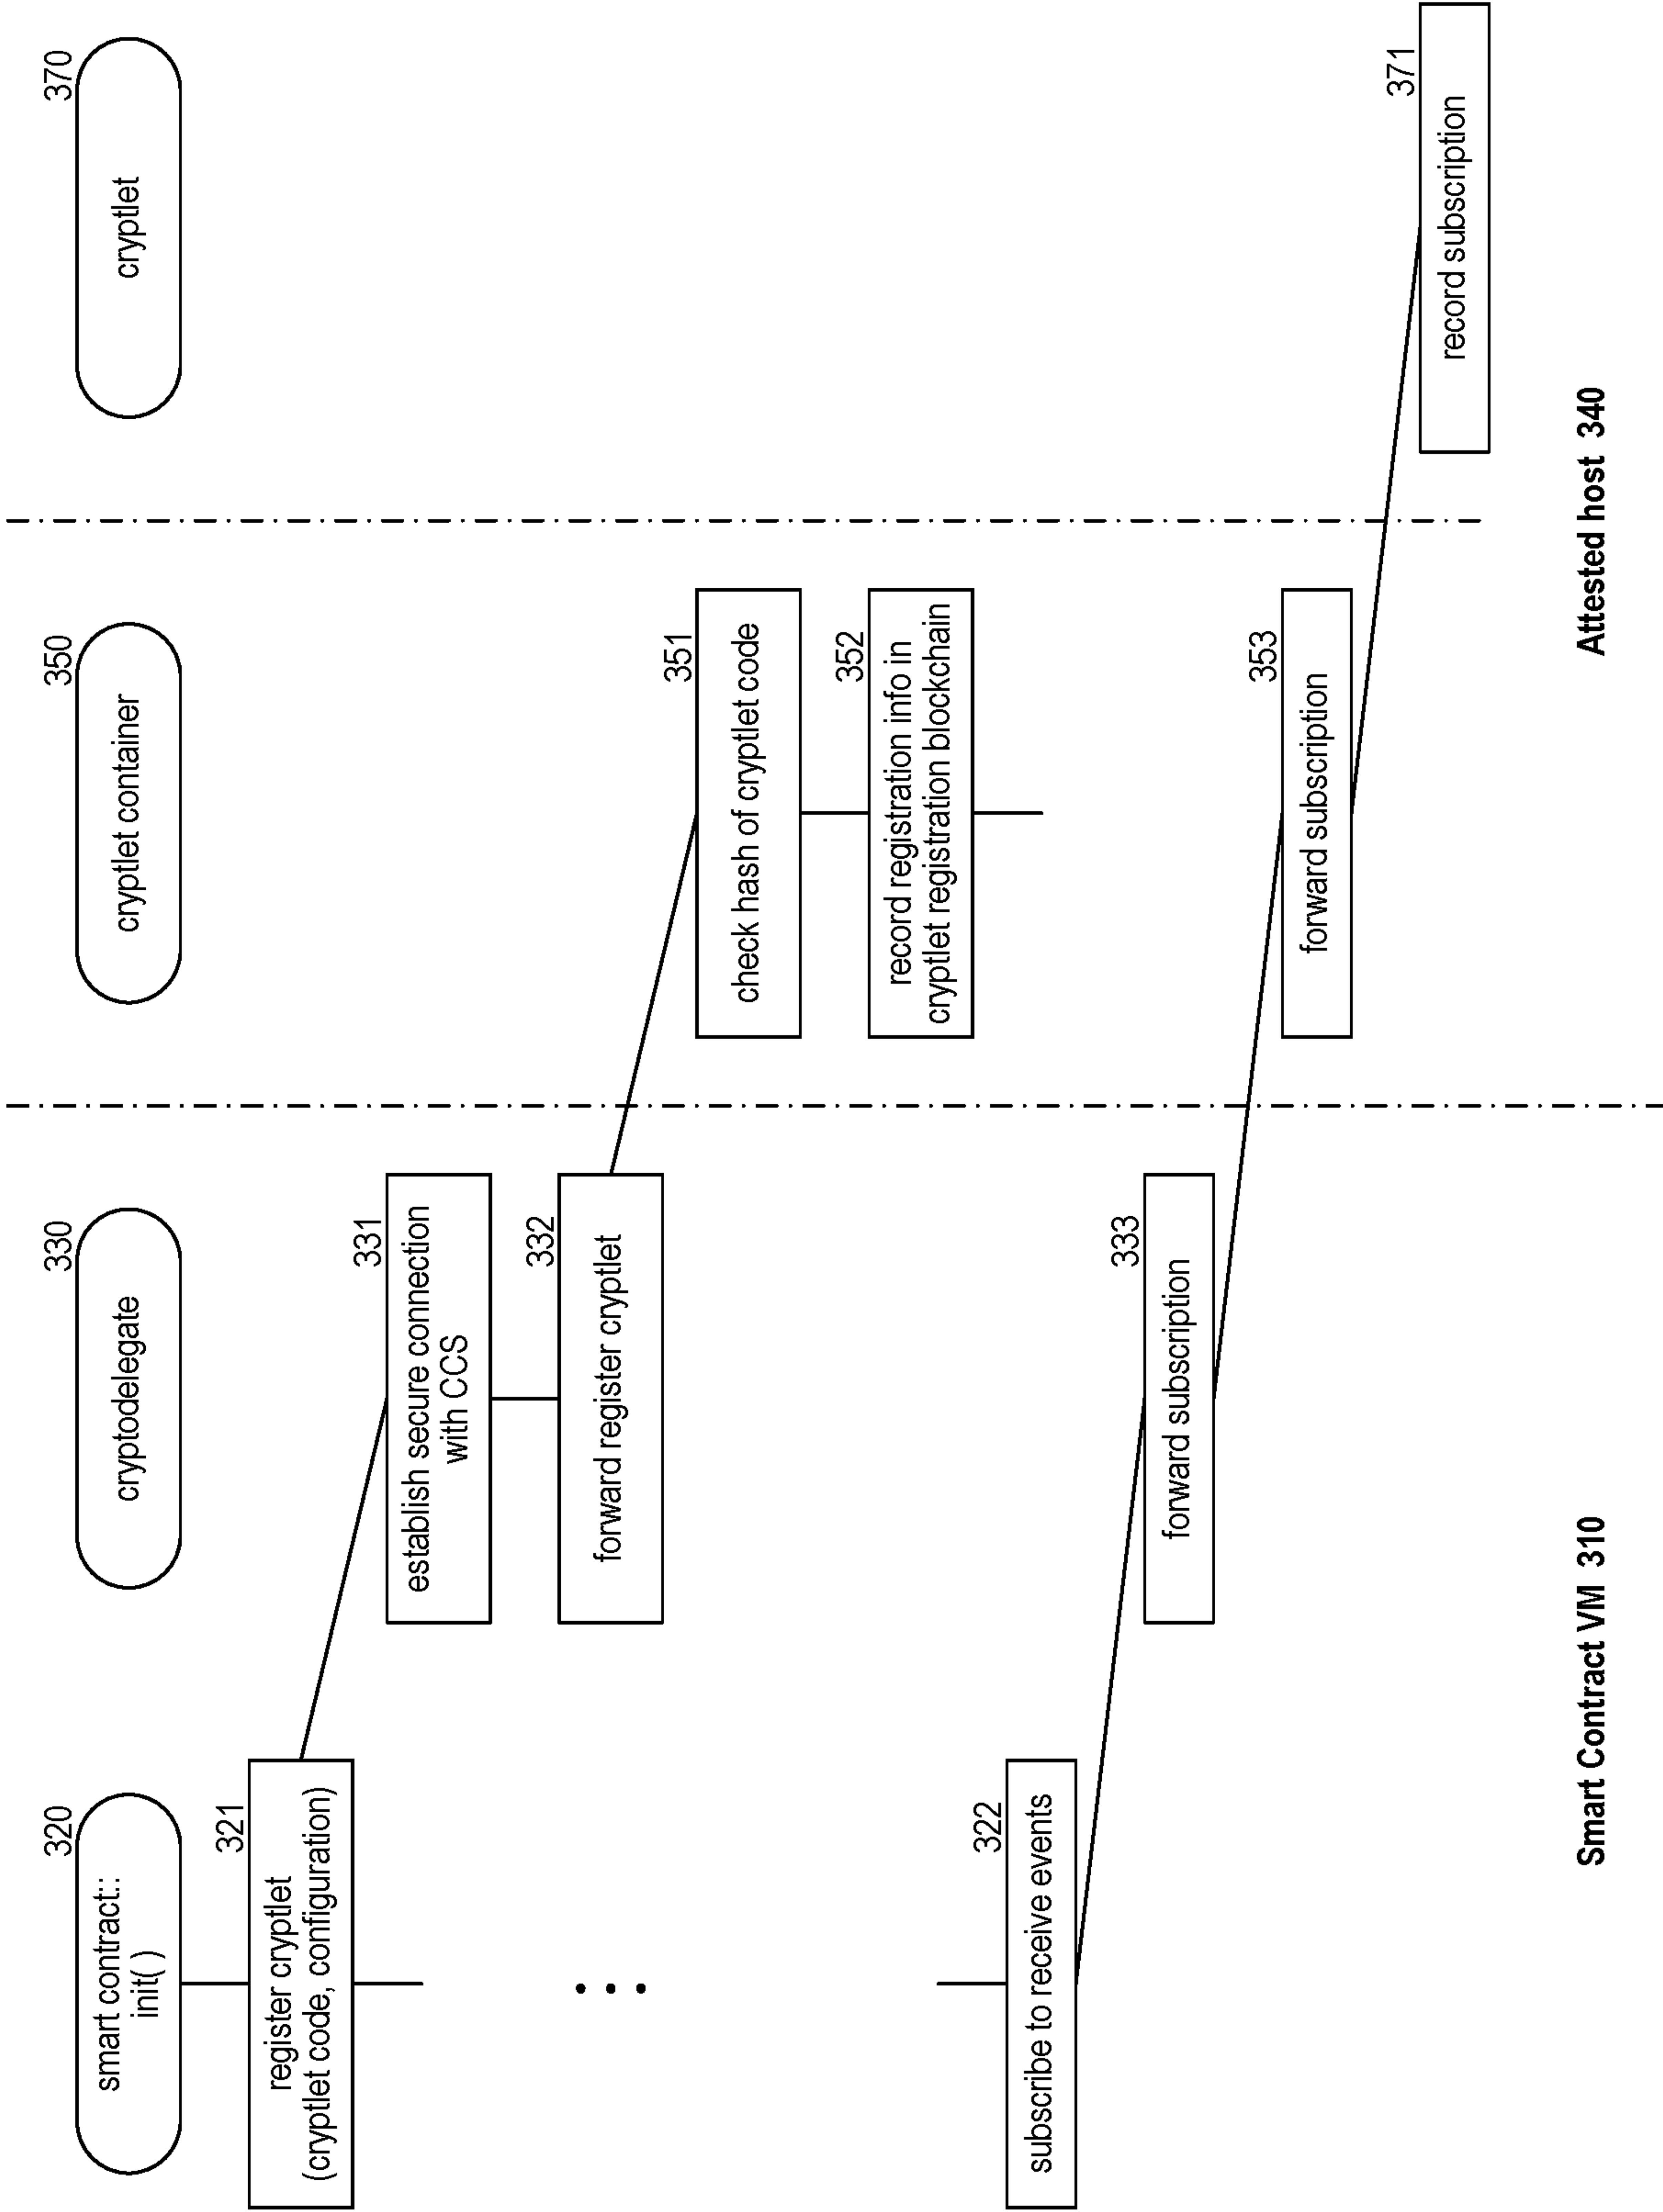 320
smart contract::
init( )
330
cryptodelegate
350
cryptlet container
370
cryptlet
321
register cryptlet
(cryptlet code, configuration)
331
establish secure connection
with CCS
332
forward register cryptlet
351
check hash of cryptlet code
352
record registration info in
cryptlet registration blockchain
• • •
322
subscribe to receive events
333
forward subscription
353
forward subscription
371
record subscription
Smart Contract VM 310
Attested host 340